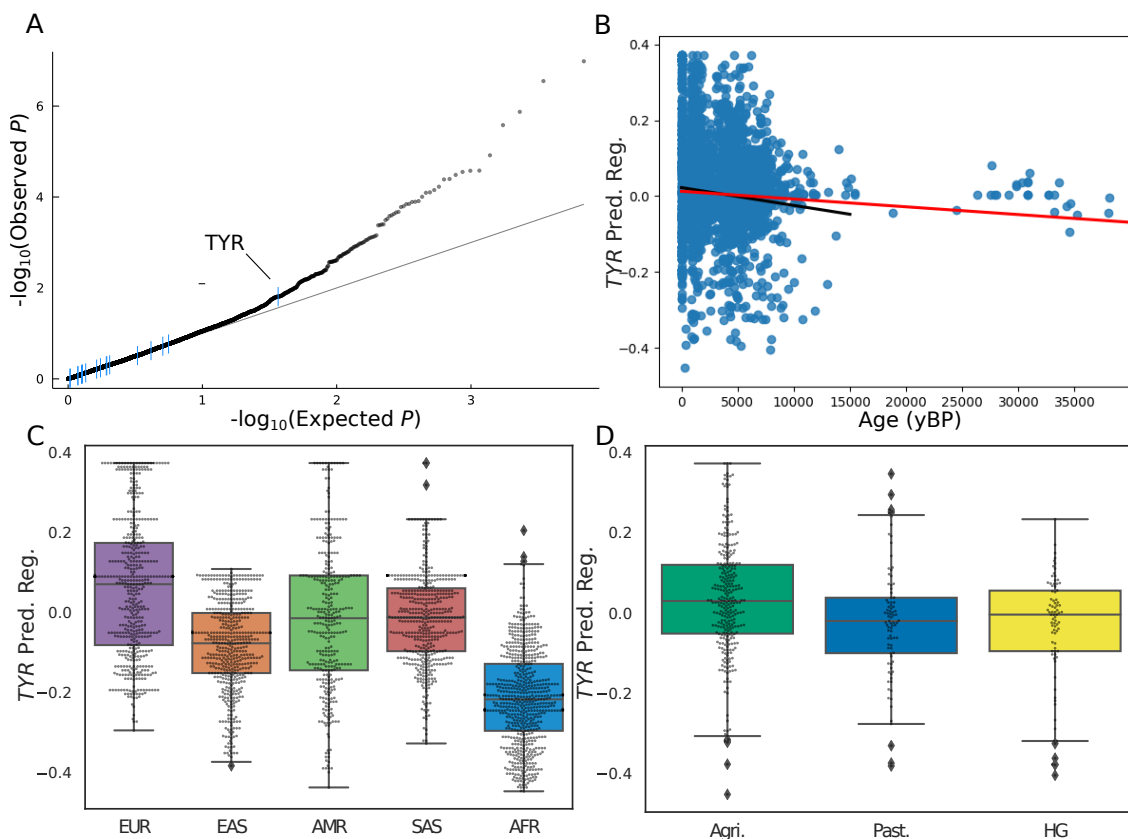 A
-log10(Observed P)
6
4
2
0
TYR
–
0
1
2
3
-log10(Expected P)
B
TYR Pred. Reg.
0.4
0.2
0.0
−0.2
−0.4
0
5000
10000
15000
20000
25000
30000
35000
Age (yBP)
C
TYR Pred. Reg.
0.4
0.2
0.0
−0.2
−0.4
EUR
EAS
AMR
SAS
AFR
D
TYR Pred. Reg.
0.4
0.2
0.0
−0.2
−0.4
Agri.
Past.
HG